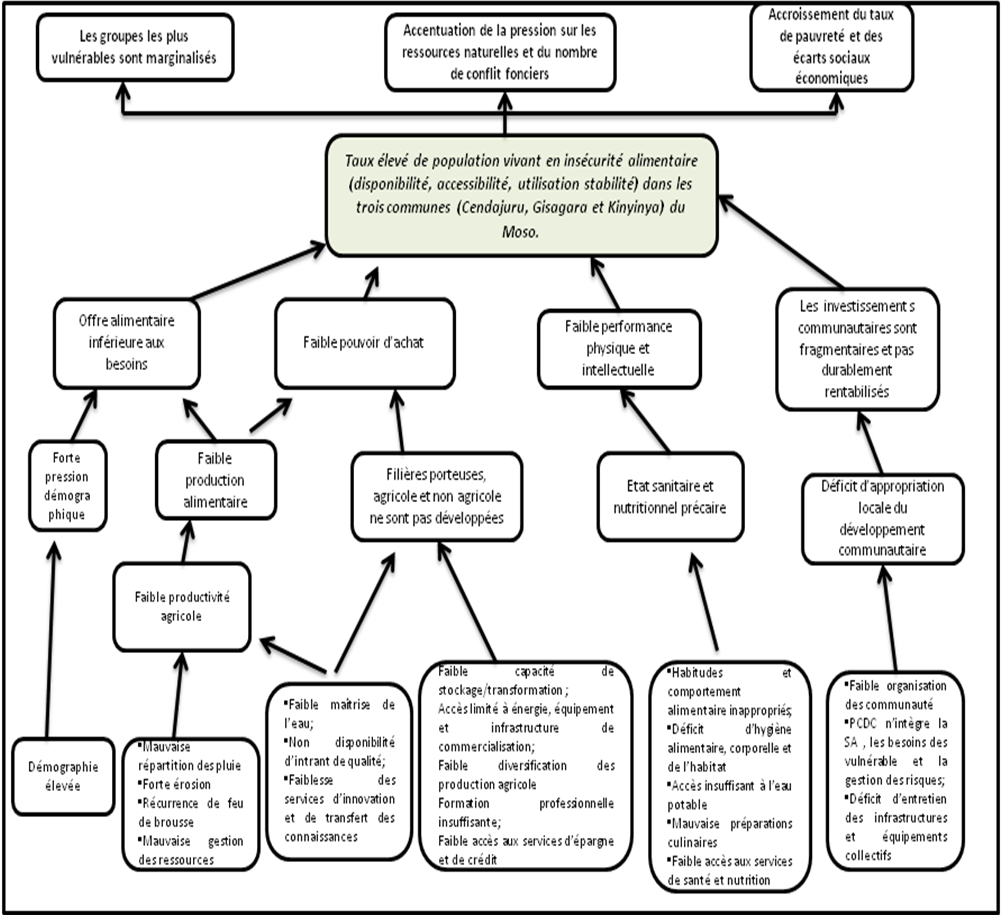 Les groupes les plus
vulnérables sont marginalisés
Accentuation de la pression sur les
ressources naturelles et du nombre
de conflit fonciers
Accroissement du taux
de pauvreté et des
écarts sociaux
économiques
Taux élevé de population vivant en insécurité alimentaire
(disponibilité, accessibilité, utilisation stabilité) dans les
trois communes (Cendajuru, Gisagara et Kinyinya) du
Moso.
Offre alimentaire
inférieure aux
besoins
Faible pouvoir d'achat
Faible performance
physique et
intellectuelle
Les investissement s
communautaires sont
fragmentaires et pas
durablement
rentabilisés
Forte
pression
démogra
phique
Faible
production
alimentaire
Filières porteuses,
agricole et non agricole
ne sont pas développées
Etat sanitaire et
nutritionnel précaire
Déficit d'appropriation
locale du
développement
communautaire
Faible productivité
agricole
Démographie
élevée
▪Mauvaise
répartition des pluie
▪Forte érosion
▪Récurrence de feu
de brousse
▪Mauvaise gestion
des ressources
▪Faible maîtrise de
l'eau;
▪Non disponibilité
d'intrant de qualité;
▪Faiblesse des
services d'innovation
et de transfert des
connaissances
Faible capacité de
stockage/transformation ;
Accès limité à énergie, équipement
et infrastructure de
commercialisation;
Faible diversification des
production agricole
Formation professionnelle
insuffisante;
Faible accès aux services d'épargne
et de crédit
▪Habitudes et
comportement
alimentaire inappropriés;
▪Déficit d'hygiène
alimentaire, corporelle et
de l'habitat
▪Accès insuffisant à l'eau
potable
▪Mauvaise préparations
culinaires
▪Faible accès aux services
de santé et nutrition
▪Faible organisation
des communauté
▪PCDC n'intègre la
SA , les besoins des
vulnérable et la
gestion des risques;
▪Déficit d'entretien
des infrastructures
et équipements
collectifs